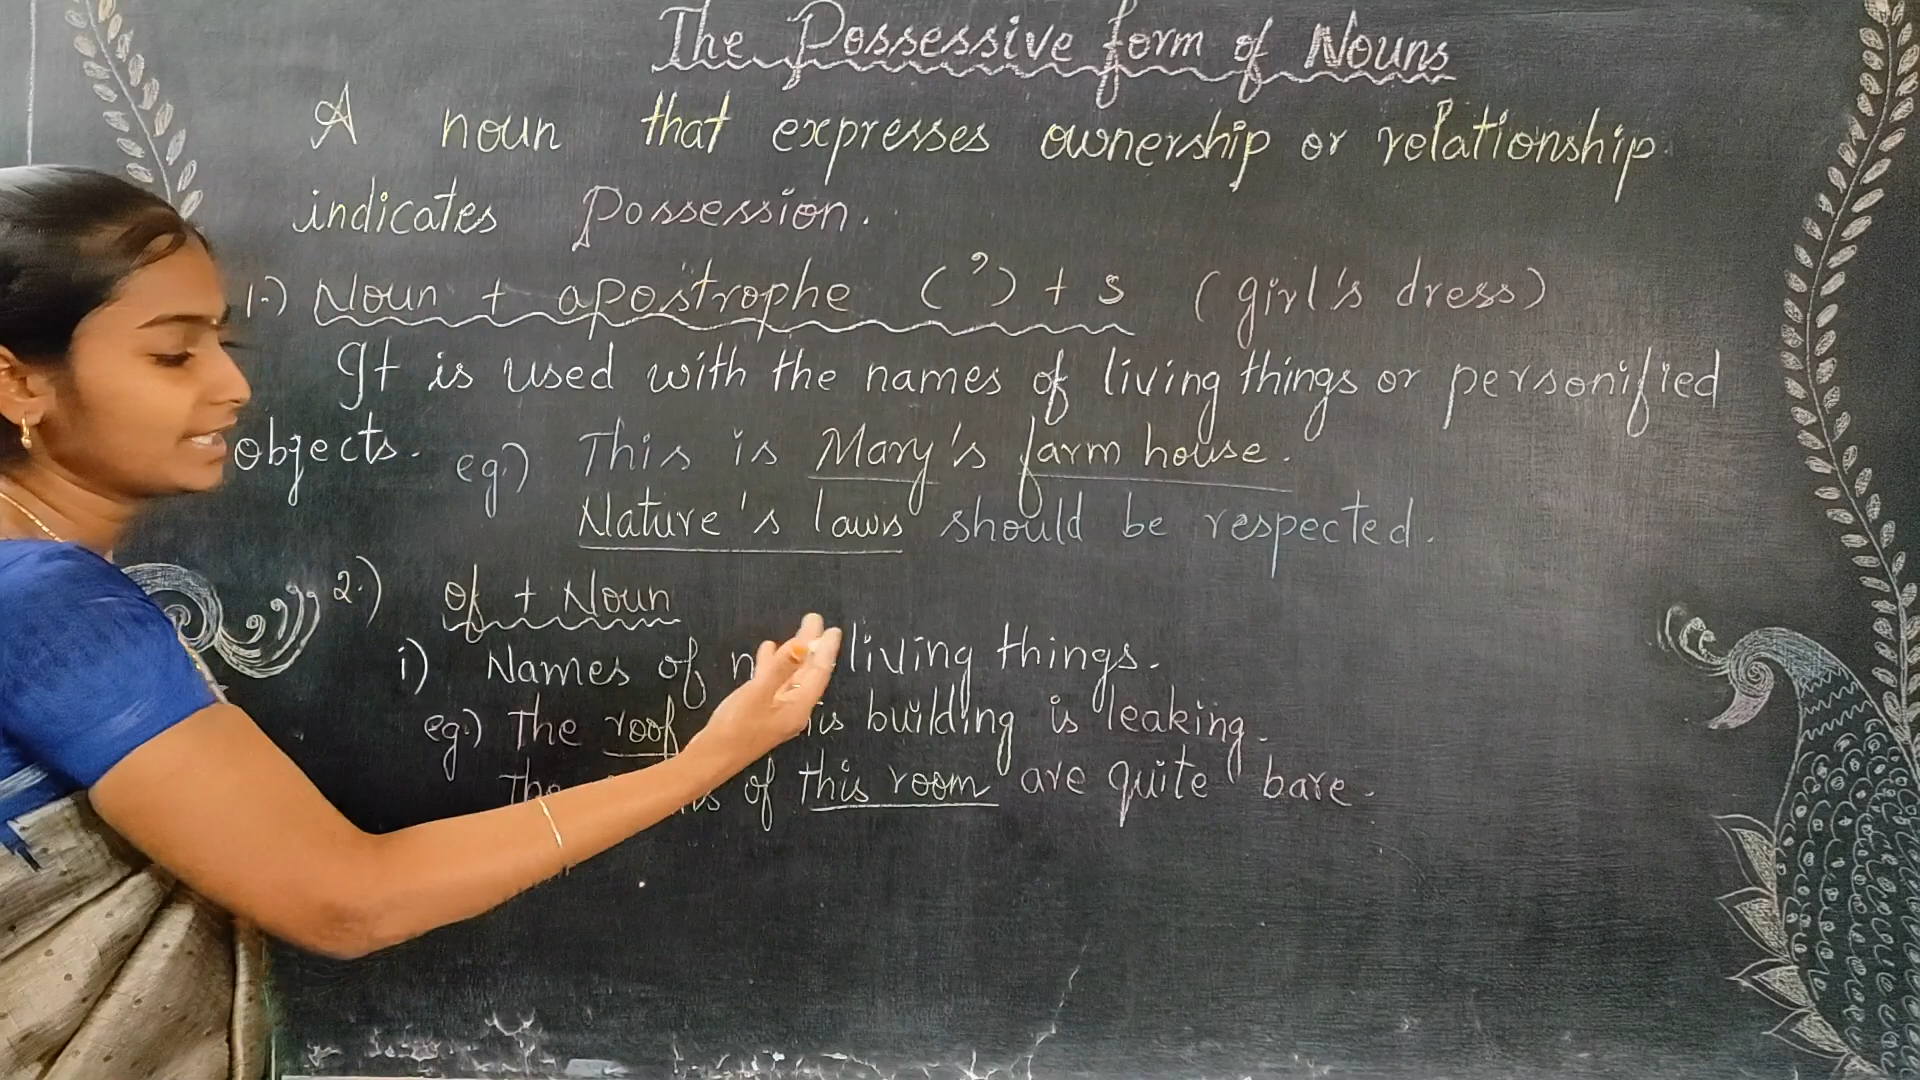 The Possessive form of Nouns
A noun that expresses ownership or relationship
indicates Possession.
1.) Noun + apostrophe (’) + s (girl's dress)
It is used with the names of living things or personified
objects. eg.) This is Mary's farm house.
Nature's laws should be respected.
2.) Of + Noun
i) Names of living things.
eg.) The roof building is leaking.
The of this room are quite bare.